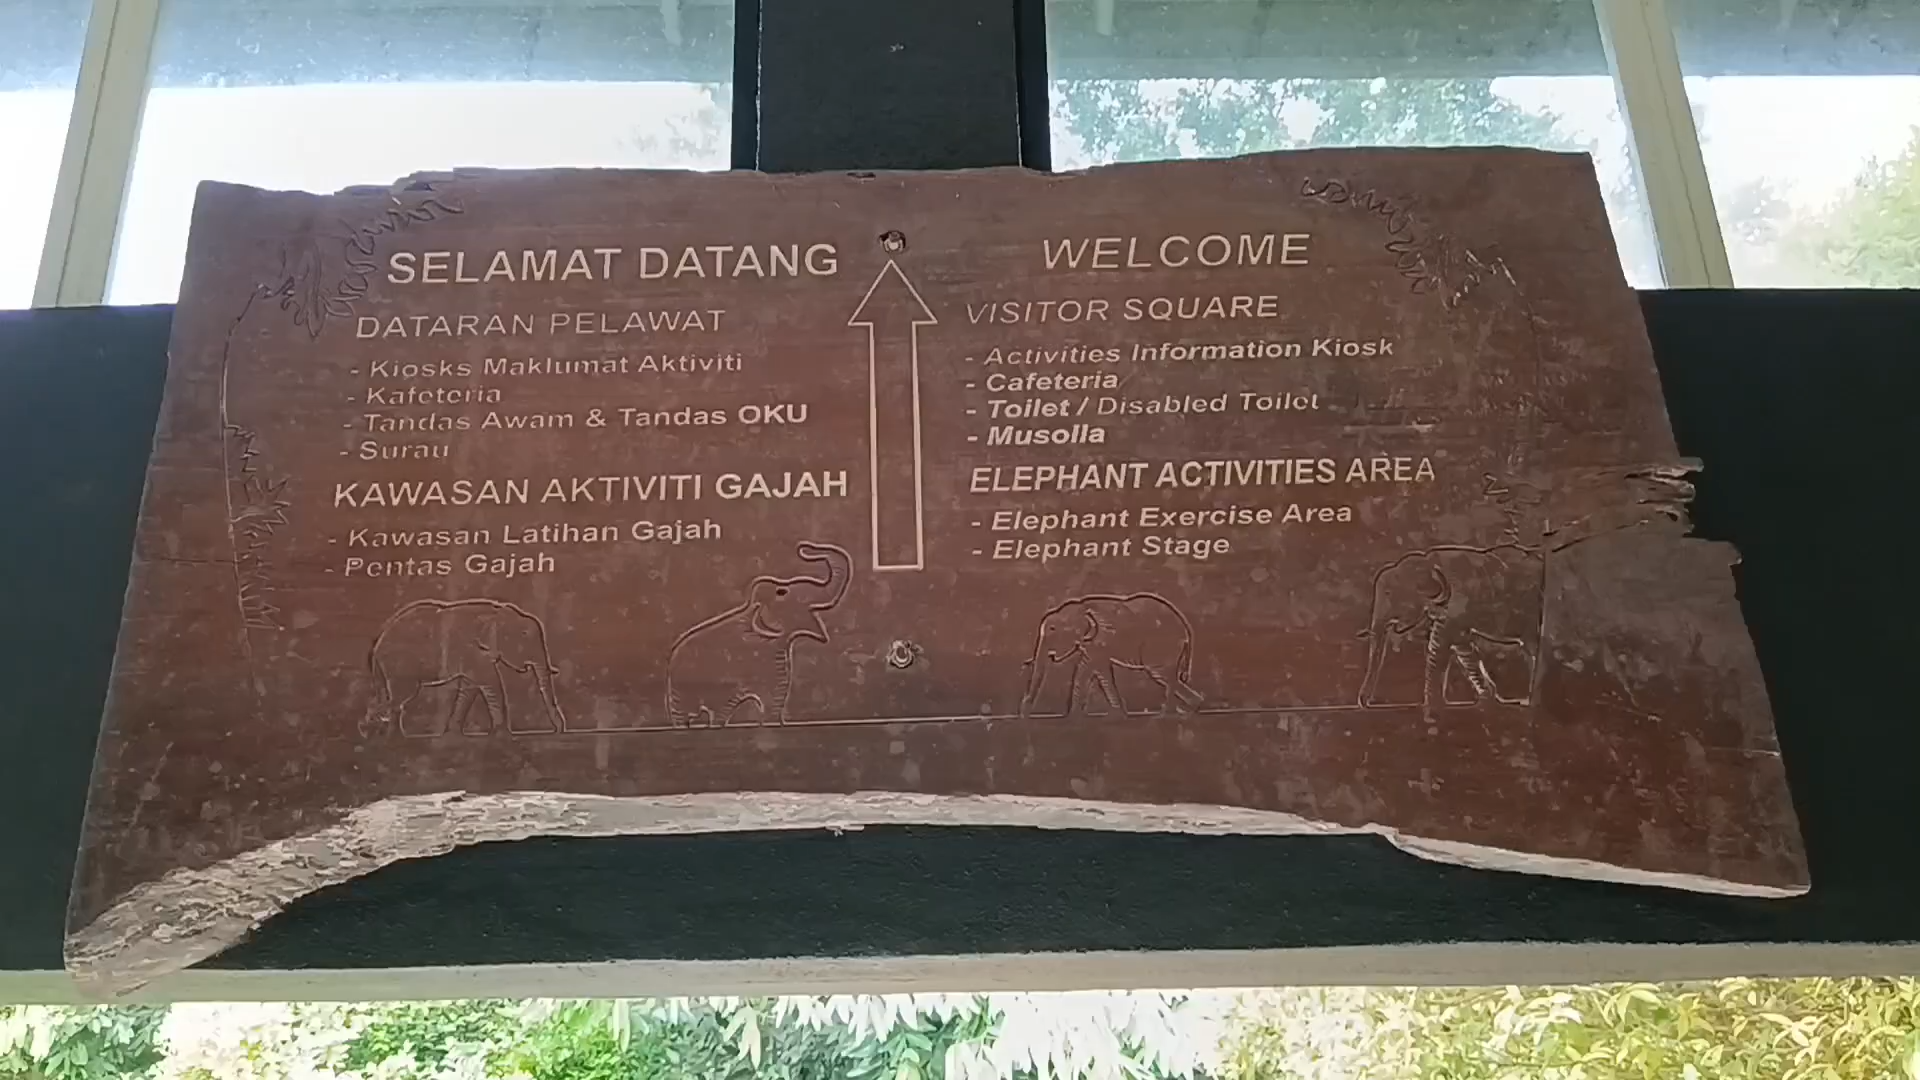 SELAMAT DATANG
DATARAN PELAWAT
- Kiosks Maklumat Aktiviti
- Kafeteria
- Tandas Awam & Tandas OKU
- Surau
KAWASAN AKTIVITI GAJAH
- Kawasan Latihan Gajah
- Pentas Gajah
WELCOME
VISITOR SQUARE
- Activities Information Kiosk
- Cafeteria
- Toilet / Disabled Toilet
- Musolla
ELEPHANT ACTIVITIES AREA
- Elephant Exercise Area
- Elephant Stage